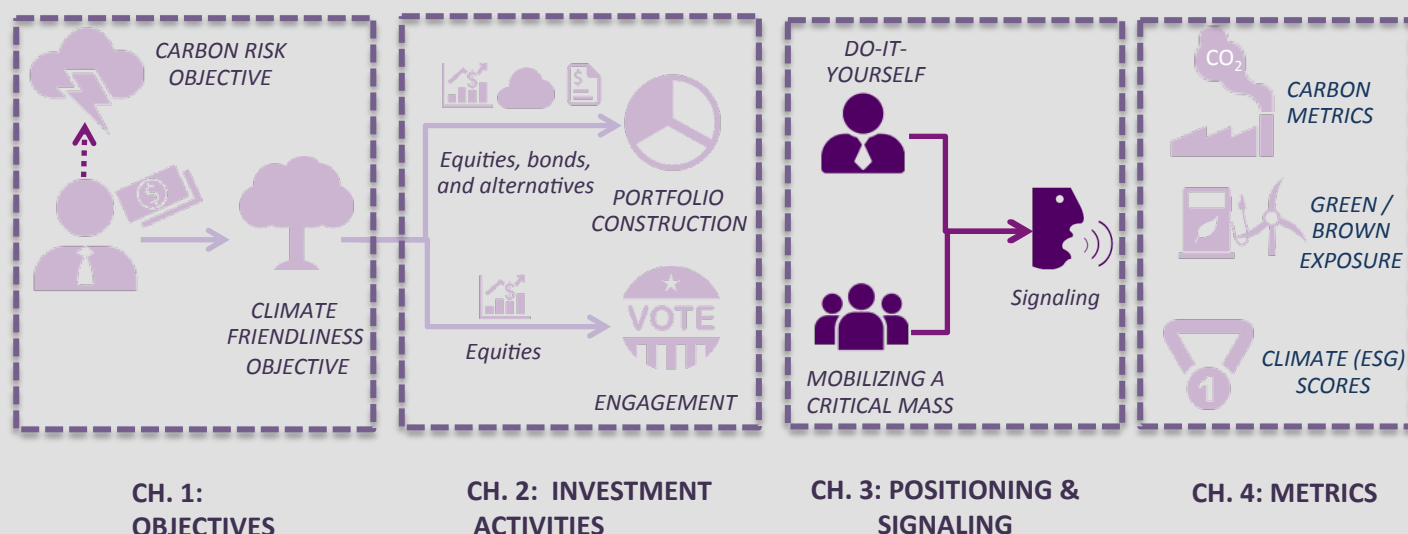 CARBON RISK
OBJECTIVE
$
CLIMATE
FRIENDLINESS
OBJECTIVE
$
$
Equities, bonds,
and alternatives
PORTFOLIO
CONSTRUCTION
$
Equities
VOTE
ENGAGEMENT
DO-IT-
YOURSELF
Signaling
MOBILIZING A
CRITICAL MASS
CO2
CARBON
METRICS
GREEN /
BROWN
EXPOSURE
CLIMATE (ESG)
SCORES
1
CH. 1:
OBJECTIVES
CH. 2: INVESTMENT
ACTIVITIES
CH. 3: POSITIONING &
SIGNALING
CH. 4: METRICS